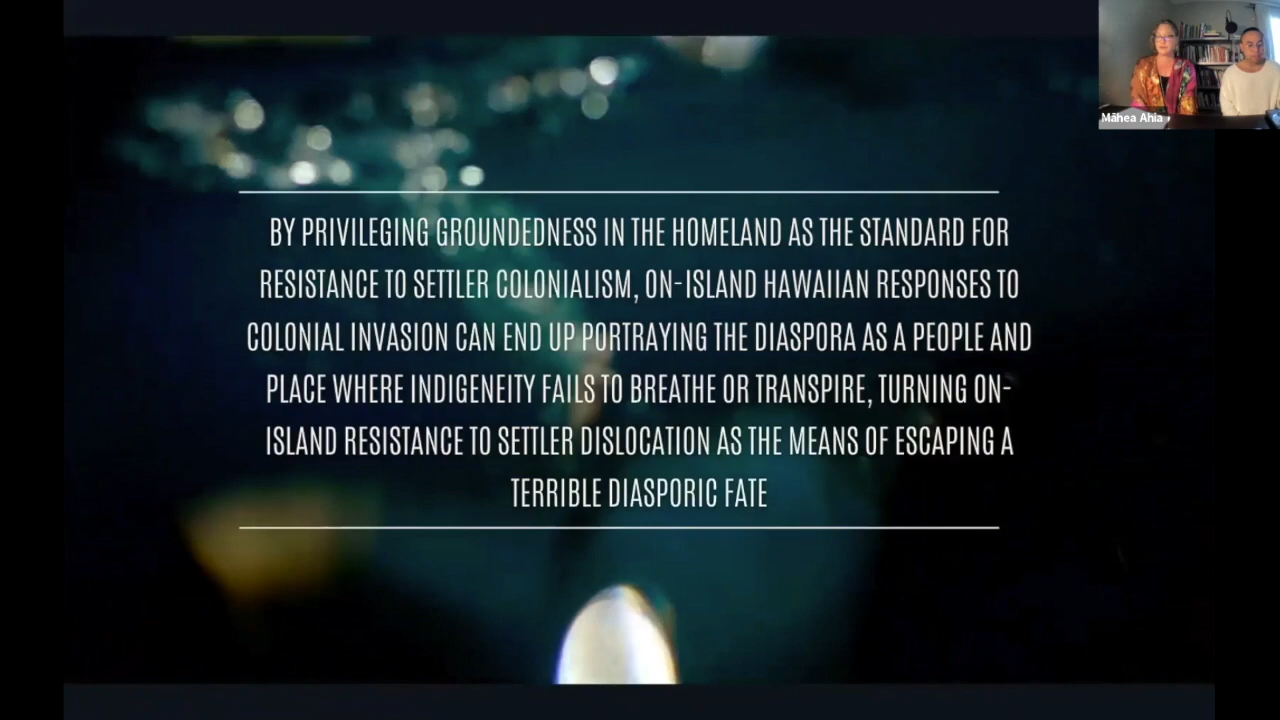 BY PRIVILEGING GROUNDEDNESS IN THE HOMELAND AS THE STANDARD FOR
RESISTANCE TO SETTLER COLONIALISM, ON-ISLAND HAWAIIAN RESPONSES TO
COLONIAL INVASION CAN END UP PORTRAYING THE DIASPORA AS A PEOPLE AND
PLACE WHERE INDIGENEITY FAILS TO BREATHE OR TRANSPIRE, TURNING ON-
ISLAND RESISTANCE TO SETTLER DISLOCATION AS THE MEANS OF ESCAPING A
TERRIBLE DIASPORIC FATE
Māhea Ahia